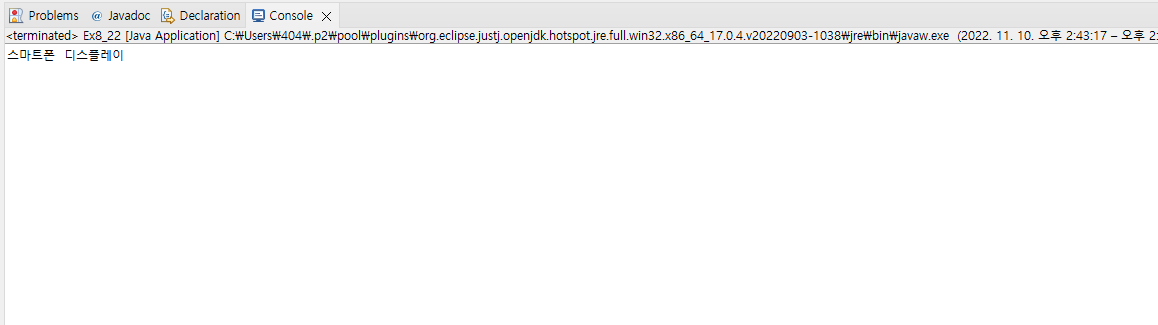 Problems @ Javadoc Declaration Console
<terminated> Ex8_22 [Java Application] C:₩Users₩404₩.p2₩pool₩plugins₩org.eclipse.justj.openjdk.hotspot.jre.full.win32.x86_64_17.0.4.v20220903-1038₩jre₩bin₩javaw.exe (2022. 11. 10. 오후 2:43:17 – 오후 2:
스마트폰 디스플레이